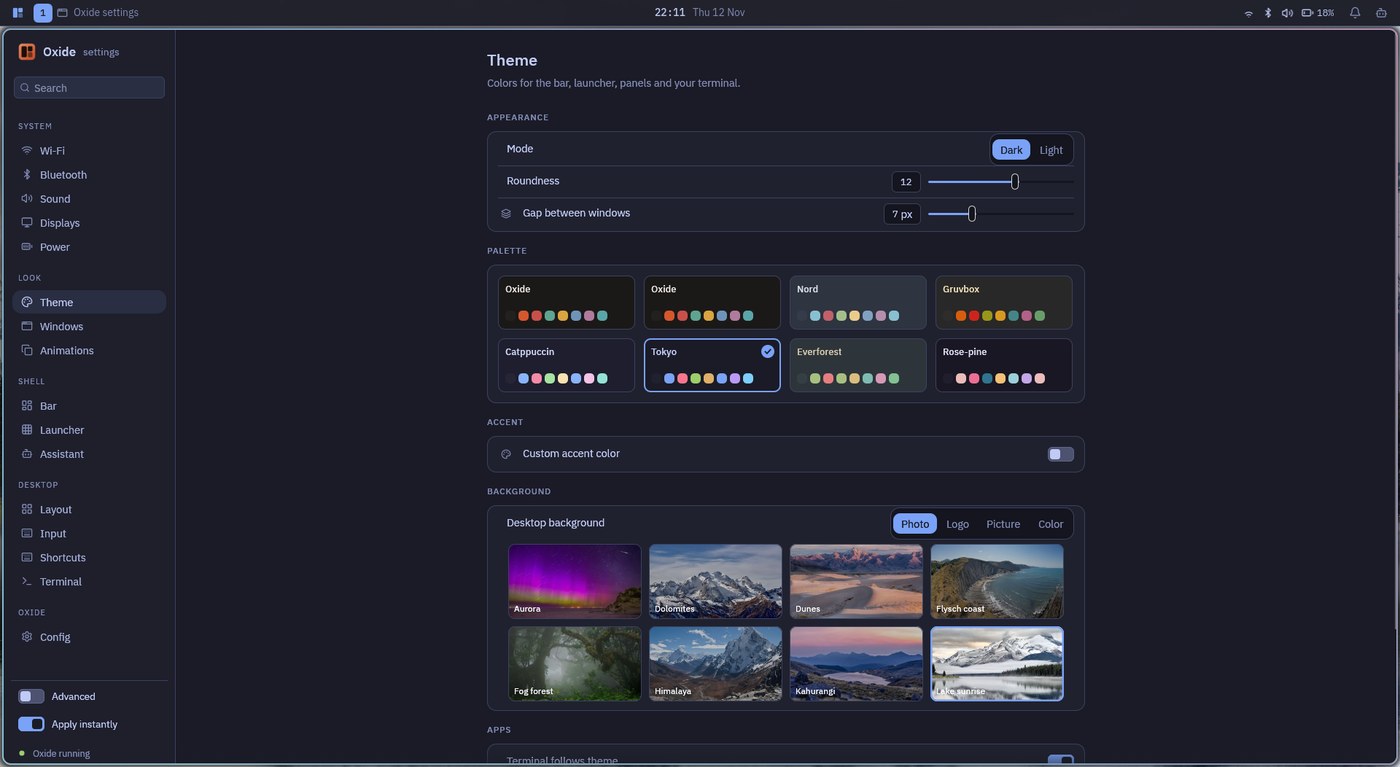 1 Oxide settings
22:11 Thu 12 Nov
18%
Oxide settings
Search
SYSTEM
Wi-Fi
Bluetooth
Sound
Displays
Power
LOOK
Theme
Windows
Animations
SHELL
Bar
Launcher
Assistant
DESKTOP
Layout
Input
Shortcuts
Terminal
OXIDE
Config
Advanced
Apply instantly
Oxide running
Theme
Colors for the bar, launcher, panels and your terminal.
APPEARANCE
Mode Dark Light
Roundness 12
Gap between windows 7 px
PALETTE
Oxide Oxide Nord Gruvbox
Catppuccin Tokyo Everforest Rose-pine
ACCENT
Custom accent color
BACKGROUND
Desktop background Photo Logo Picture Color
Aurora Dolomites Dunes Flysch coast
Fog forest Himalaya Kahurangi Lake sunrise
APPS
Terminal follows theme